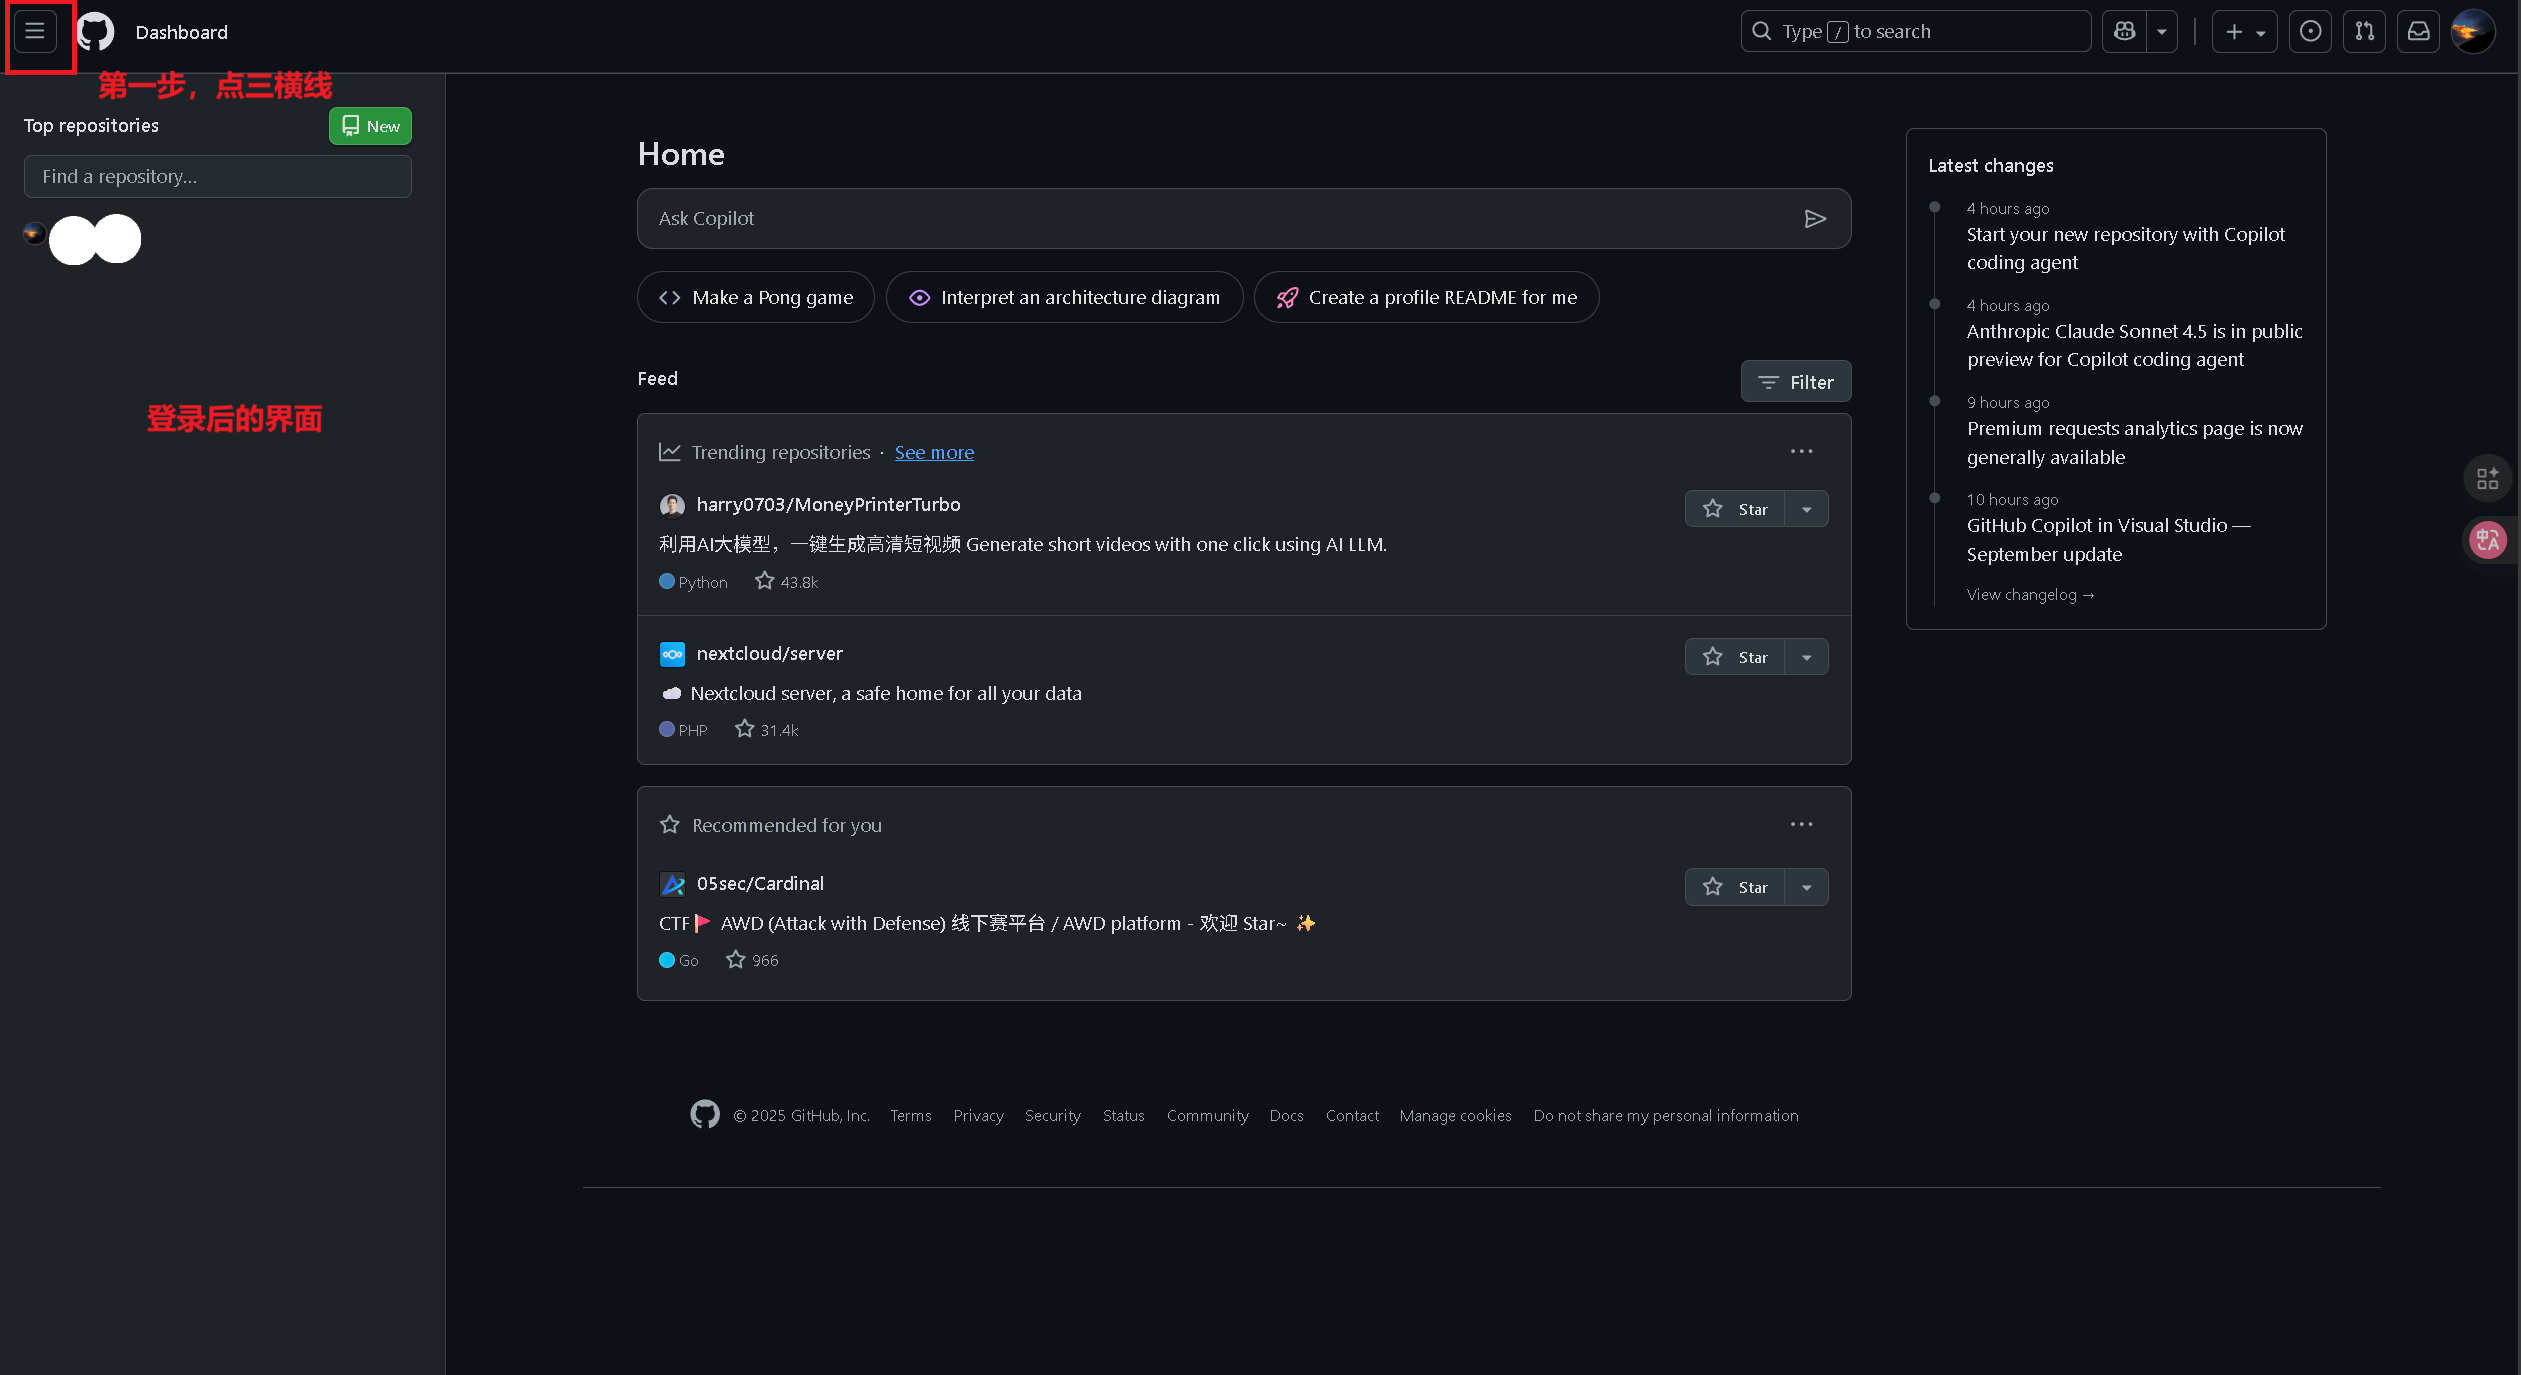 Dashboard
Type / to search
第一步，点三横线
Top repositories
New
Find a repository...
登录后的界面
Home
Ask Copilot
Make a Pong game
Interpret an architecture diagram
Create a profile README for me
Feed
Filter
Trending repositories · See more
harry0703/MoneyPrinterTurbo
Star
利用AI大模型，一键生成高清短视频 Generate short videos with one click using AI LLM.
Python 43.8k
nextcloud/server
Star
Nextcloud server, a safe home for all your data
PHP 31.4k
Recommended for you
05sec/Cardinal
Star
CTF🚩 AWD (Attack with Defense) 线下赛平台 / AWD platform - 欢迎 Star~ ✨
Go 966
Latest changes
4 hours ago
Start your new repository with Copilot
coding agent
4 hours ago
Anthropic Claude Sonnet 4.5 is in public
preview for Copilot coding agent
9 hours ago
Premium requests analytics page is now
generally available
10 hours ago
GitHub Copilot in Visual Studio —
September update
View changelog →
中A
© 2025 GitHub, Inc. Terms Privacy Security Status Community Docs Contact Manage cookies Do not share my personal information